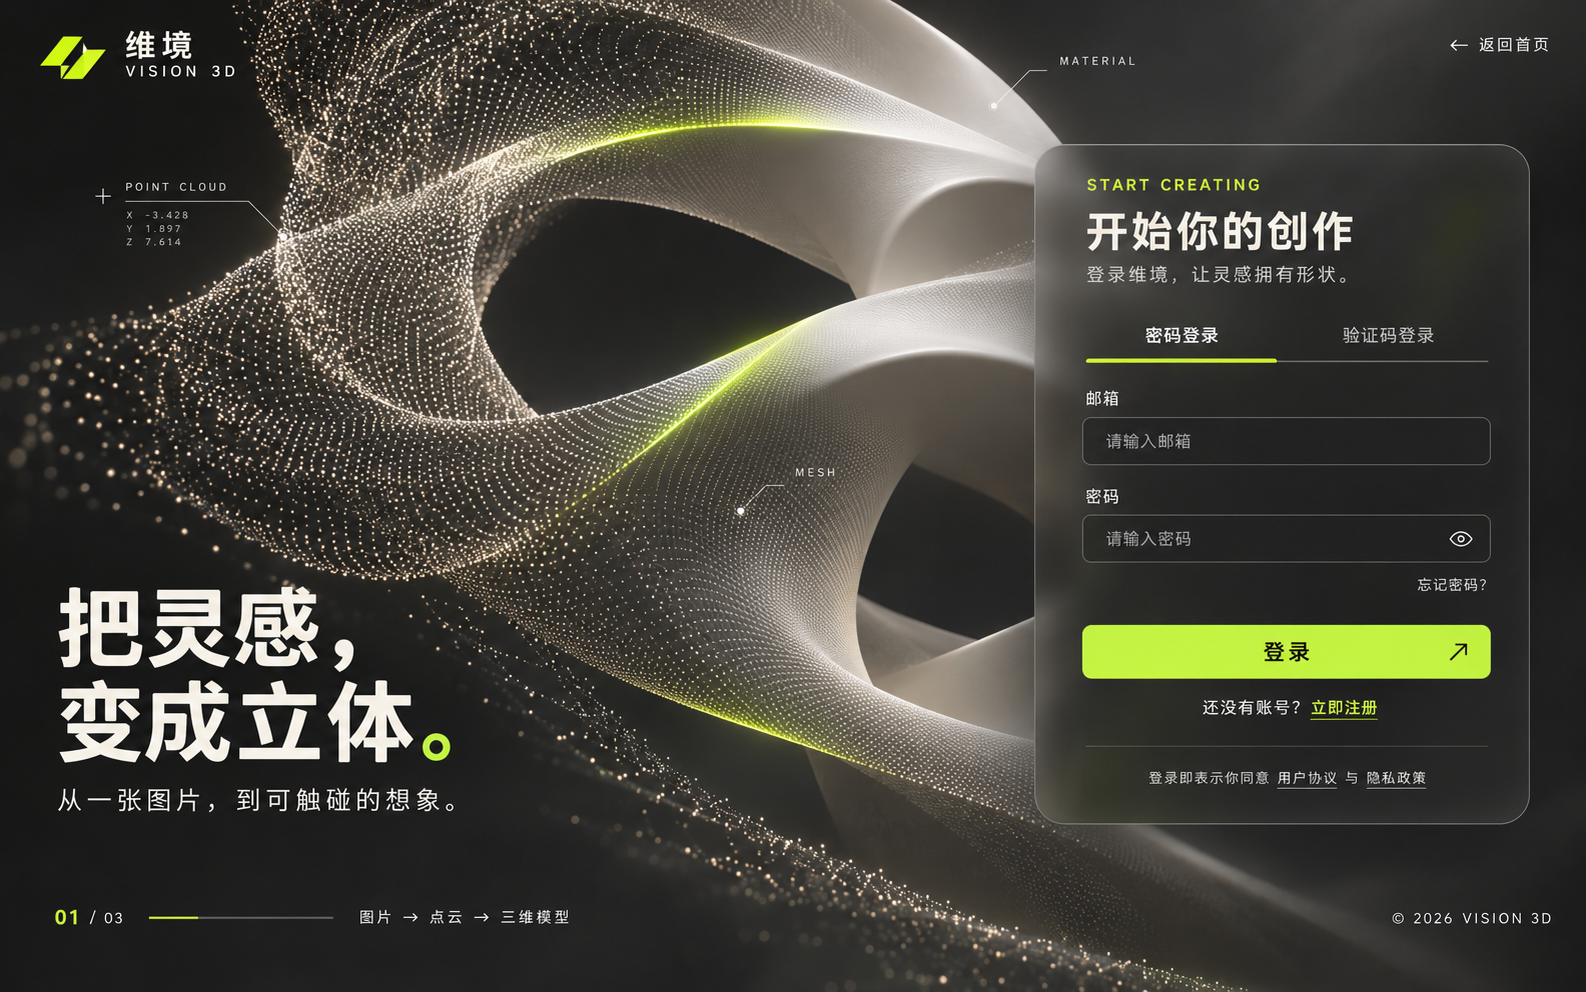 维境
VISION 3D
← 返回首页
MATERIAL
POINT CLOUD
X -3.428
Y 1.897
Z 7.614
MESH
把灵感，
变成立体。
从一张图片，到可触碰的想象。
01 / 03
图片 → 点云 → 三维模型
START CREATING
开始你的创作
登录维境，让灵感拥有形状。
密码登录 验证码登录
邮箱
请输入邮箱
密码
请输入密码
忘记密码？
登录
还没有账号？立即注册
登录即表示你同意 用户协议 与 隐私政策
© 2026 VISION 3D